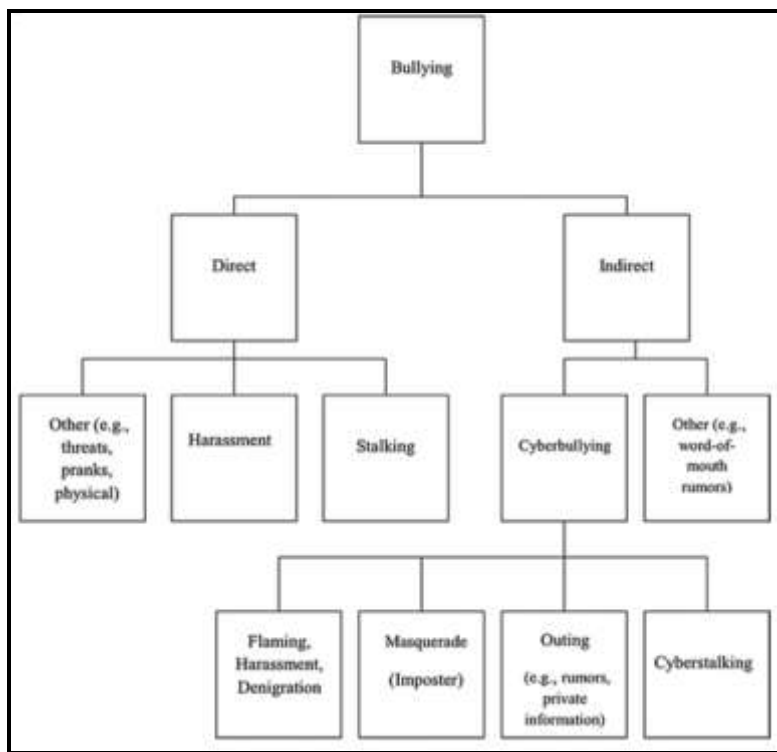 Bullying
Direct
Indirect
Other (e.g.,
threats,
pranks,
physical)
Harassment
Stalking
Cyberbullying
Other (e.g.,
word-of-
mouth
rumors)
Flaming,
Harassment,
Denigration
Masquerade
(Imposter)
Outing
(e.g., rumors,
private
information)
Cyberstalking